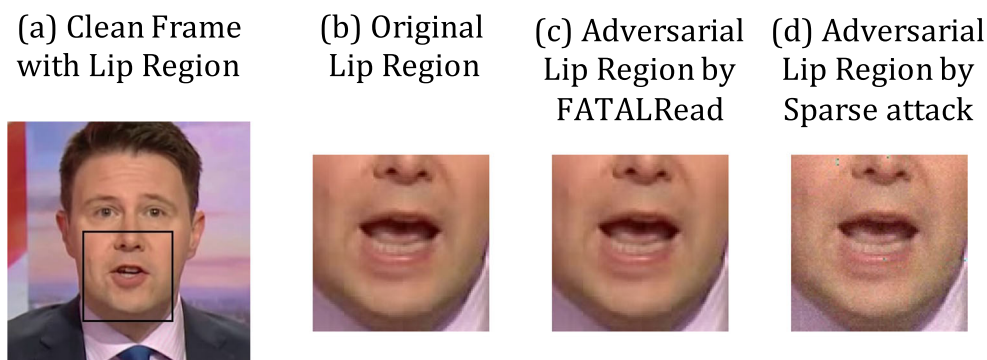 (a) Clean Frame
with Lip Region
(b) Original
Lip Region
(c) Adversarial
Lip Region by
FATALRead
(d) Adversarial
Lip Region by
Sparse attack